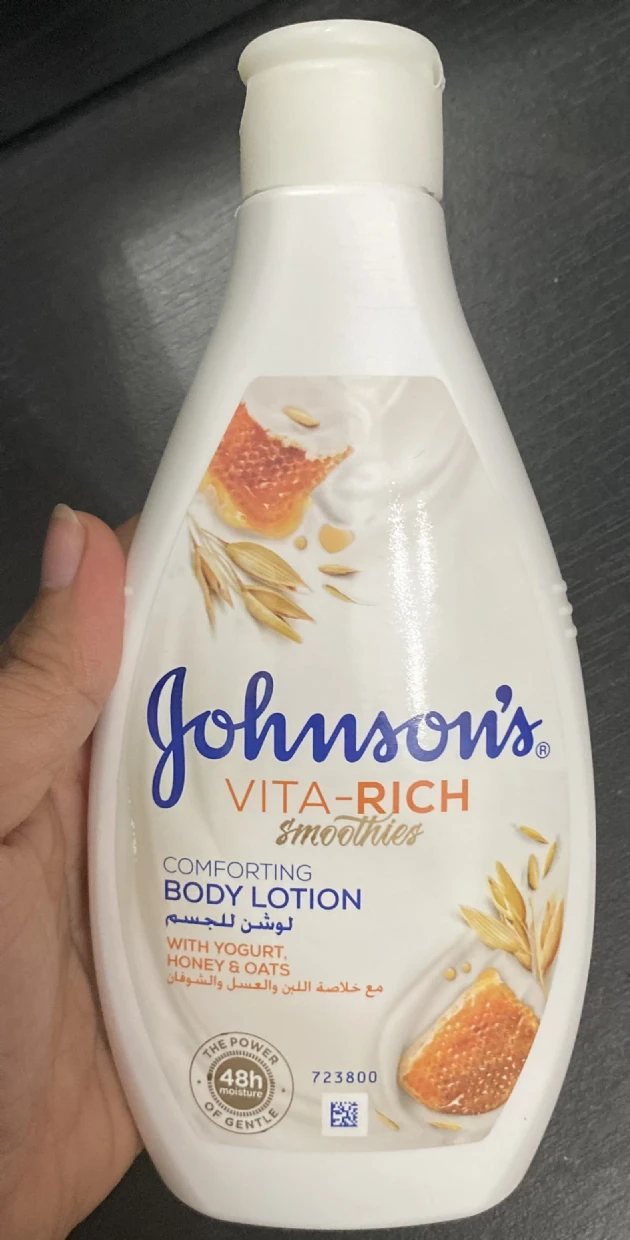 Johnson's®
VITA-RICH
smoothies
COMFORTING
BODY LOTION
لوشن للجسم
WITH YOGURT,
HONEY & OATS
مع خلاصة اللبن والعسل والشوفان
THE POWER
48h
moisture
OF GENTLE
723800